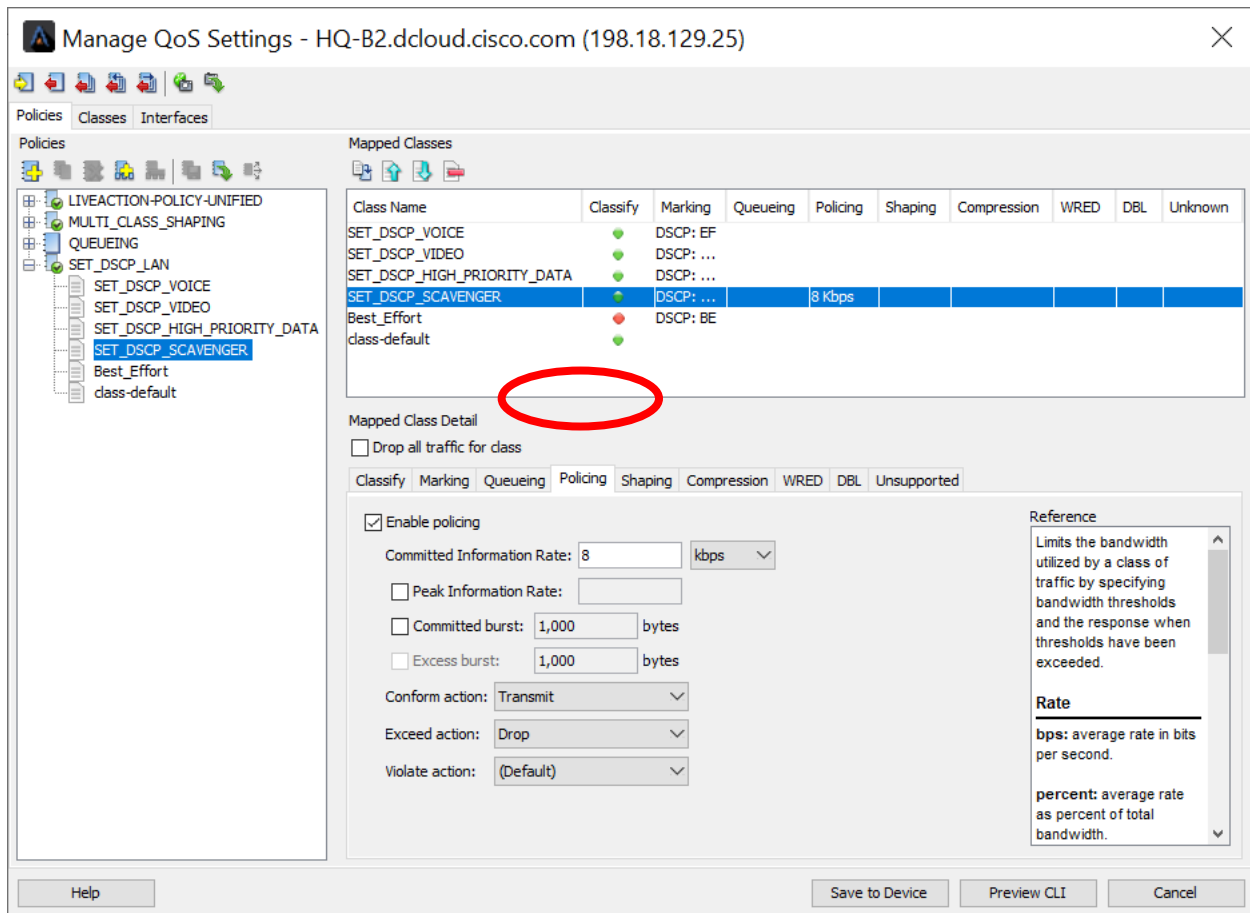 Manage QoS Settings - HQ-B2.dcloud.cisco.com (198.18.129.25)
Policies Classes Interfaces
Policies
LIVEACTION-POLICY-UNIFIED
MULTI_CLASS_SHAPING
QUEUEING
SET_DSCP_LAN
SET_DSCP_VOICE
SET_DSCP_VIDEO
SET_DSCP_HIGH_PRIORITY_DATA
SET_DSCP_SCAVENGER
Best_Effort
class-default
Mapped Classes
Class Name Classify Marking Queueing Policing Shaping Compression WRED DBL Unknown
SET_DSCP_VOICE DSCP: EF
SET_DSCP_VIDEO DSCP: ...
SET_DSCP_HIGH_PRIORITY_DATA DSCP: ...
SET_DSCP_SCAVENGER DSCP: ... 8 Kbps
Best_Effort DSCP: BE
class-default
Mapped Class Detail
Drop all traffic for class
Classify Marking Queueing Policing Shaping Compression WRED DBL Unsupported
Enable policing
Committed Information Rate: 8 kbps
Peak Information Rate:
Committed burst: 1,000 bytes
Excess burst: 1,000 bytes
Conform action: Transmit
Exceed action: Drop
Violate action: (Default)
Reference
Limits the bandwidth
utilized by a class of
traffic by specifying
bandwidth thresholds
and the response when
thresholds have been
exceeded.
Rate
bps: average rate in bits
per second.
percent: average rate
as percent of total
bandwidth.
Help Save to Device Preview CLI Cancel